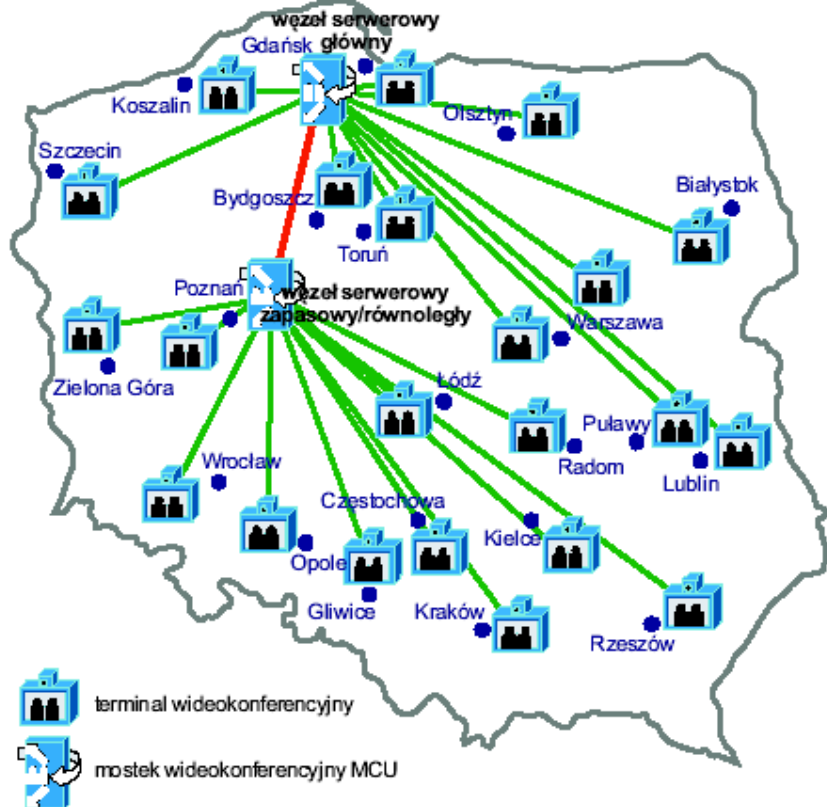 węzeł serwerowy
główny
Gdańsk
Koszalin
Olsztyn
Szczecin
Bydgoszcz
Białystok
Toruń
Poznań
węzeł serwerowy
zapasowy/równoległy
Warszawa
Zielona Góra
Łódź
Puławy
Radom
Lublin
Wrocław
Częstochowa
Kielce
Opole
Gliwice
Kraków
Rzeszów
terminal wideokonferencyjny
mostek wideokonferencyjny MCU